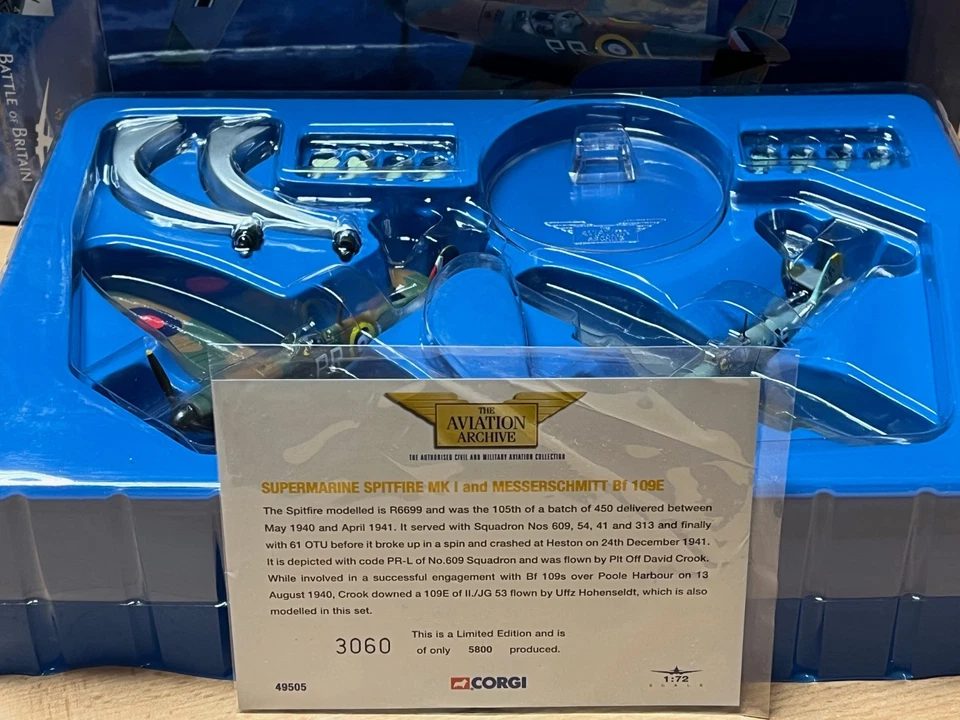 PR L
BATTLE OF BRITAIN
AVIATION
ARCHIVE
PR
THE
AVIATION
ARCHIVE
THE AUTHORISED CIVIL AND MILITARY AVIATION COLLECTION
SUPERMARINE SPITFIRE MK I and MESSERSCHMITT Bf 109E
The Spitfire modelled is R6699 and was the 105th of a batch of 450 delivered between
May 1940 and April 1941. It served with Squadron Nos 609, 54, 41 and 313 and finally
with 61 OTU before it broke up in a spin and crashed at Heston on 24th December 1941.
It is depicted with code PR-L of No.609 Squadron and was flown by Plt Off David Crook.
While involved in a successful engagement with Bf 109s over Poole Harbour on 13
August 1940, Crook downed a 109E of II./JG 53 flown by Uffz Hohenseldt, which is also
modelled in this set.
3060
This is a Limited Edition and is
of only 5800 produced.
49505
CORGI
1:72
SCALE